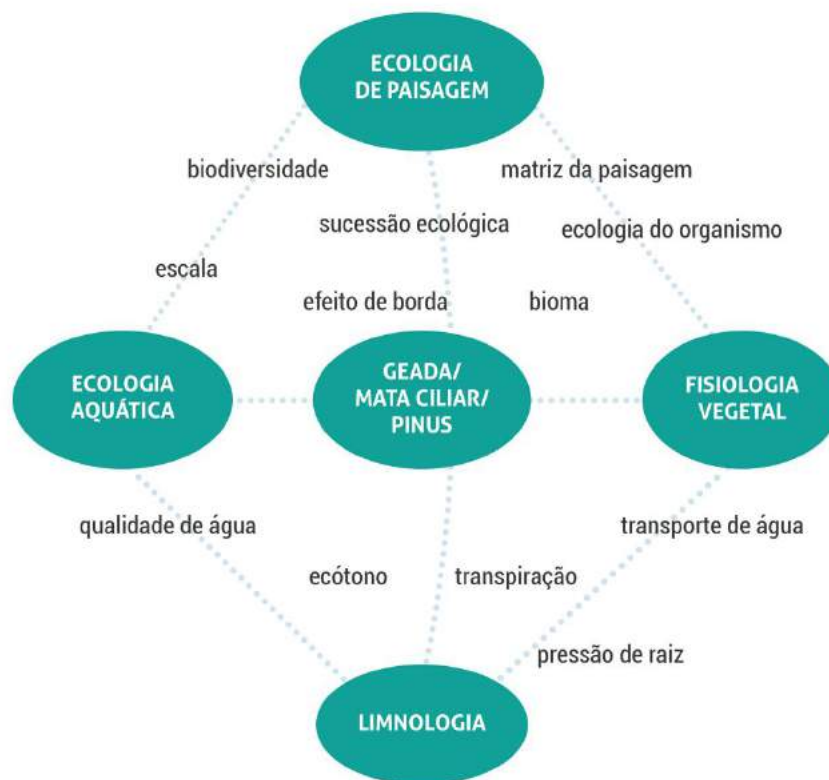 ECOLOGIA
DE PAISAGEM
biodiversidade
matriz da paisagem
sucessão ecológica
ecologia do organismo
escala
efeito de borda
bioma
ECOLOGIA
AQUÁTICA
GEADA/
MATA CILIAR/
PINUS
FISIOLOGIA
VEGETAL
qualidade de água
transporte de água
ecótono
transpiração
pressão de raiz
LIMNOLOGIA